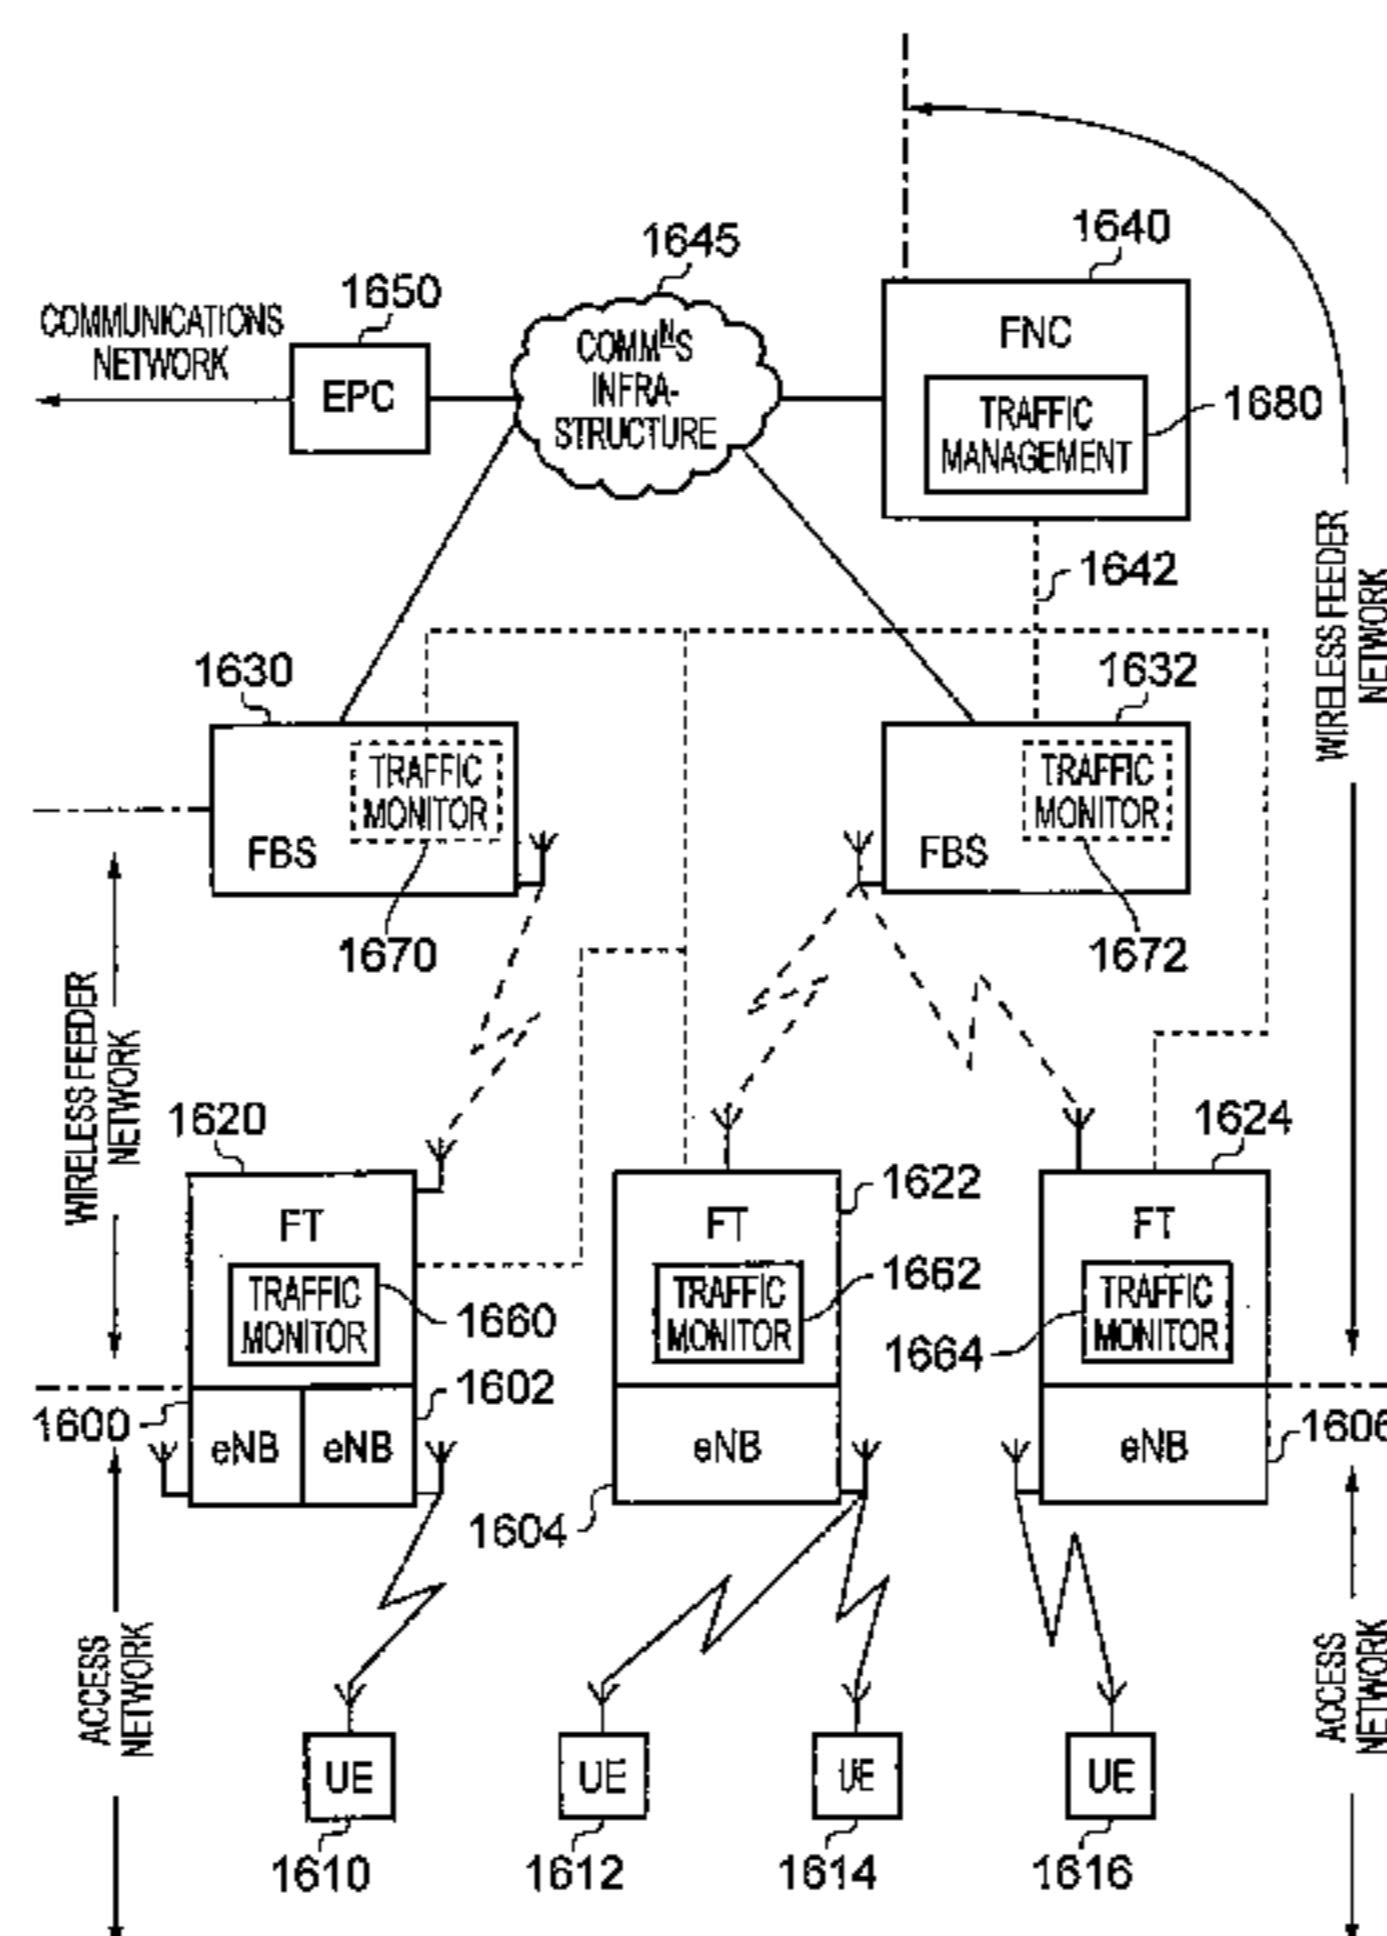 1640
1645
1650
COMMUNICATIONS
NETWORK
EPC
COMMNS
INFRA-
STRUCTURE
FNC
TRAFFIC
MANAGEMENT
1680
1642
WIRELESS FEEDER
NETWORK
1630
TRAFFIC
MONITOR
FBS
1670
1632
TRAFFIC
MONITOR
FBS
1672
WIRELESS FEEDER
NETWORK
1620
FT
TRAFFIC
MONITOR
1660
1622
FT
TRAFFIC
MONITOR
1662
1624
FT
TRAFFIC
MONITOR
1664
1600
eNB
eNB
1602
eNB
1604
eNB
1606
ACCESS
NETWORK
ACCESS
NETWORK
UE
UE
UE
UE
1610
1612
1614
1616